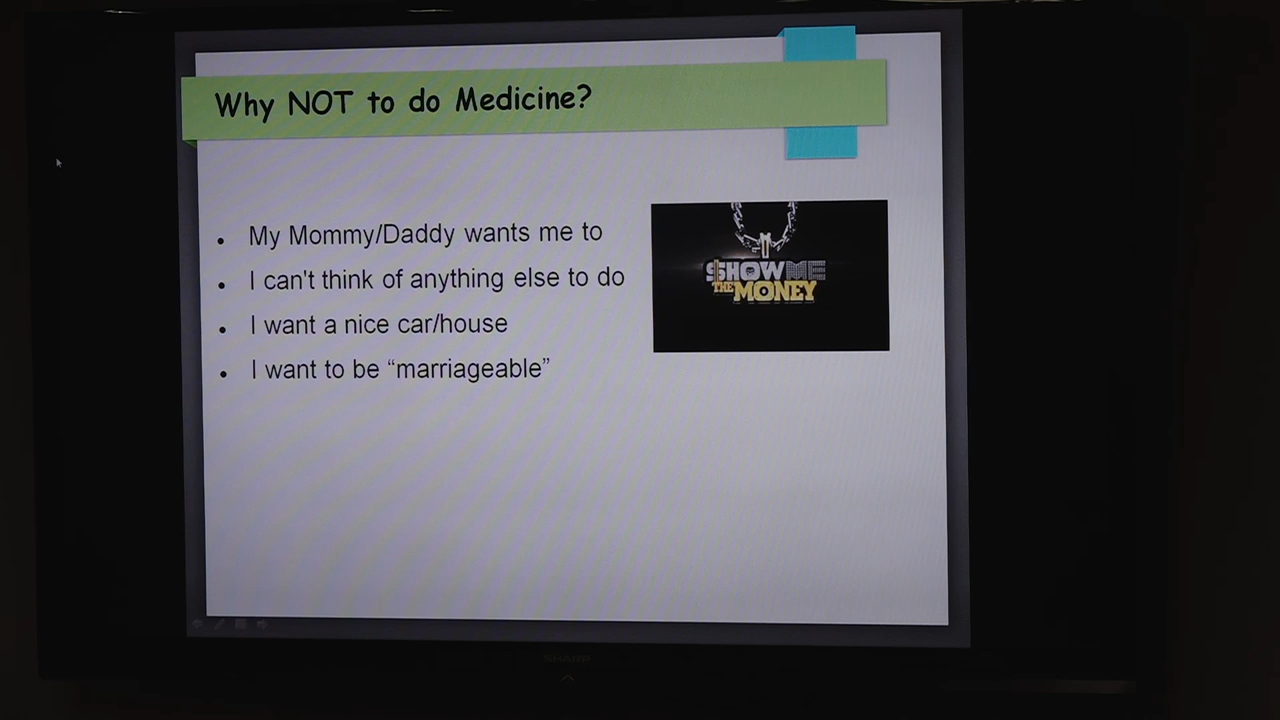 Why NOT to do Medicine?
• My Mommy/Daddy wants me to
• I can't think of anything else to do
• I want a nice car/house
• I want to be “marriageable”
SHOW ME
THE MONEY
SHARP